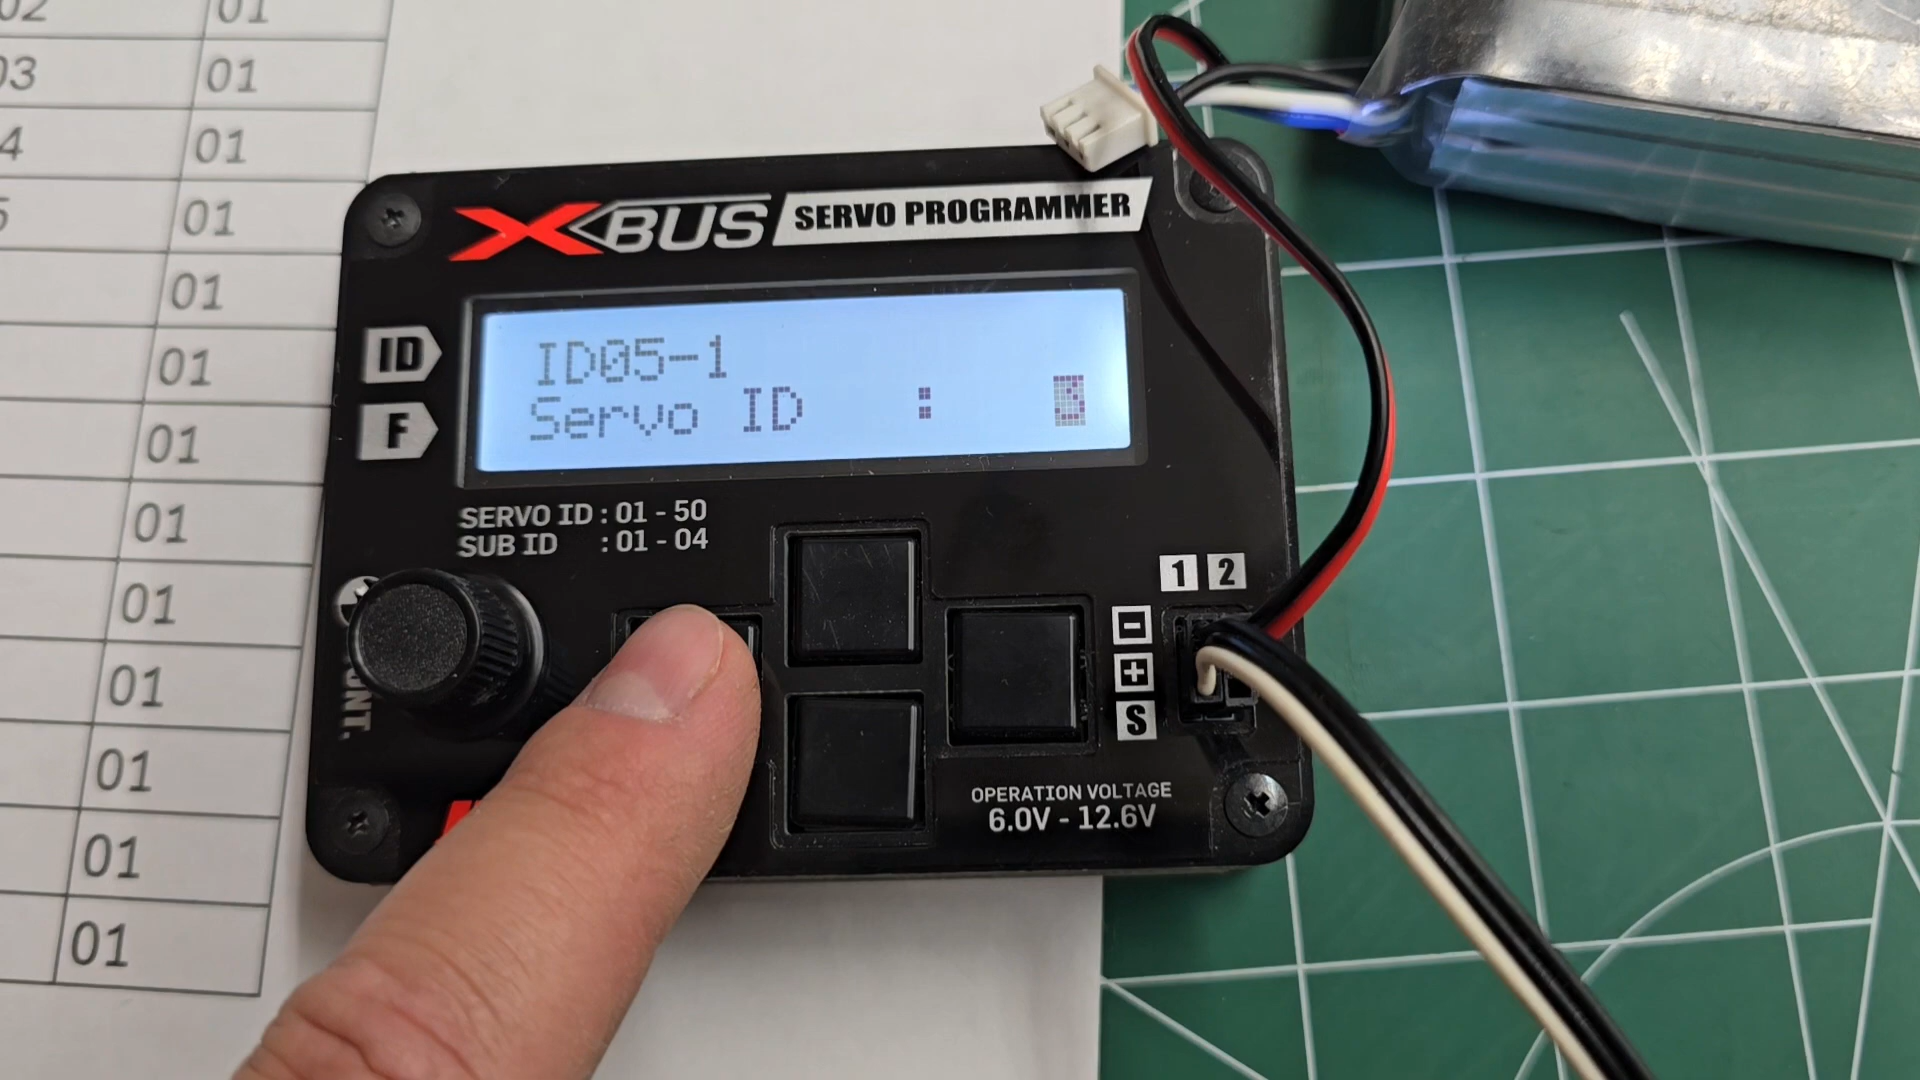 02 01
03 01
4 01
5 01
01
01
01
01
01
01
01
01
01
XBUS SERVO PROGRAMMER
ID
F
ID05-1
Servo ID :
SERVO ID : 01 - 50
SUB ID : 01 - 04
1 2
-
+
S
OPERATION VOLTAGE
6.0V - 12.6V